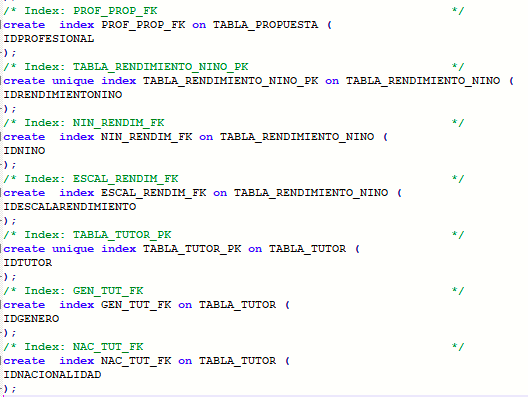 /* Index: PROF_PROP_FK */
create  index PROF_PROP_FK on TABLA_PROPUESTA (
IDPROFESIONAL
);
/* Index: TABLA_RENDIMIENTO_NINO_PK */
create unique index TABLA_RENDIMIENTO_NINO_PK on TABLA_RENDIMIENTO_NINO (
IDRENDIMIENTONINO
);
/* Index: NIN_RENDIM_FK */
create  index NIN_RENDIM_FK on TABLA_RENDIMIENTO_NINO (
IDNINO
);
/* Index: ESCAL_RENDIM_FK */
create  index ESCAL_RENDIM_FK on TABLA_RENDIMIENTO_NINO (
IDESCALARENDIMIENTO
);
/* Index: TABLA_TUTOR_PK */
create unique index TABLA_TUTOR_PK on TABLA_TUTOR (
IDTUTOR
);
/* Index: GEN_TUT_FK */
create  index GEN_TUT_FK on TABLA_TUTOR (
IDGENERO
);
/* Index: NAC_TUT_FK */
create  index NAC_TUT_FK on TABLA_TUTOR (
IDNACIONALIDAD
);